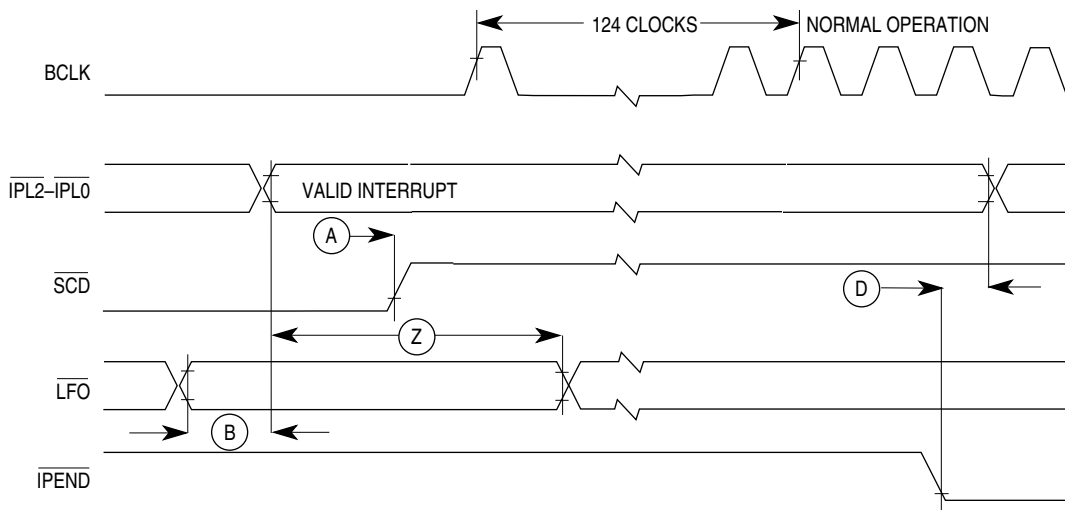 124 CLOCKS NORMAL OPERATION
BCLK
IPL2–IPL0 VALID INTERRUPT
A
SCD
D
Z
LFO
B
IPEND